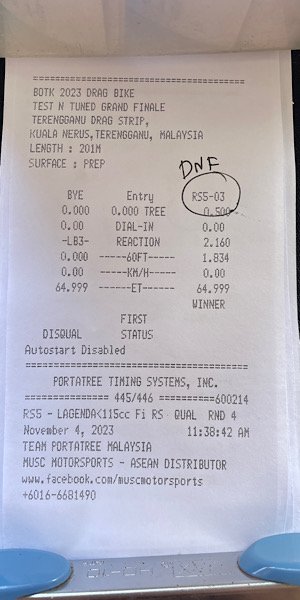 DNF
BOTK 2023 DRAG BIKE
TEST N TUNED GRAND FINALE
TERENGGANU DRAG STRIP,
KUALA NERUS,TERENGGANU, MALAYSIA
LENGTH : 201M
SURFACE : PREP
BYE Entry RS5-03
0.000 0.000 TREE 0.500
0.00 DIAL-IN 0.00
-LB3- REACTION 2.160
0.000 ------60FT------ 1.834
0.00 ------KM/H------ 0.00
64.999 -------ET------- 64.999
WINNER
FIRST
DISQUAL STATUS
Autostart Disabled
PORTATREE TIMING SYSTEMS, INC.
=============== 445/446 ==========600214
RS5 - LAGENDA<115cc Fi RS QUAL RND 4
November 4, 2023 11:38:42 AM
TEAM PORTATREE MALAYSIA
MUSC MOTORSPORTS - ASEAN DISTRIBUTOR
www.facebook.com/muscmotorsports
+6016-6681490